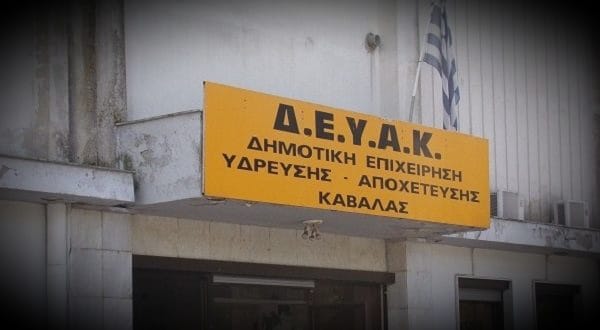 Δ.Ε.Υ.Α.Κ.
ΔΗΜΟΤΙΚΗ ΕΠΙΧΕΙΡΗΣΗ
ΥΔΡΕΥΣΗΣ - ΑΠΟΧΕΤΕΥΣΗΣ
ΚΑΒΑΛΑΣ